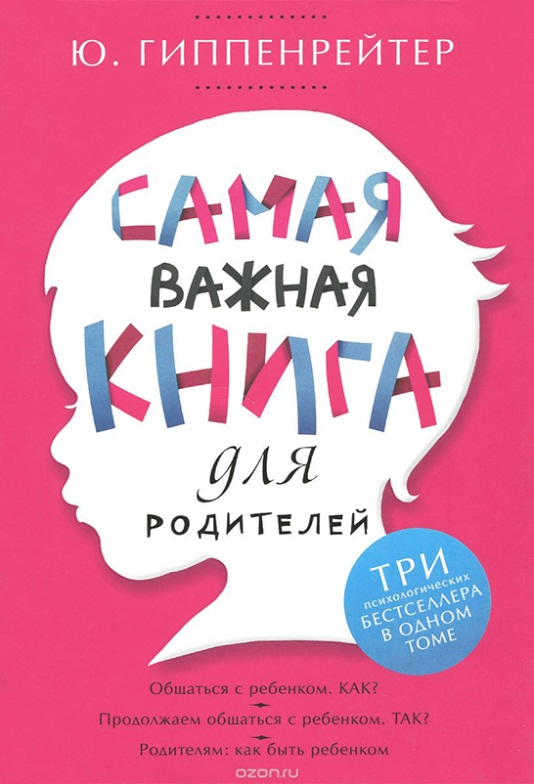 Ю. ГИППЕНРЕЙТЕР
САМАЯ
ВАЖНАЯ
КНИГА
для
РОДИТЕЛЕЙ
ТРИ
психологических
БЕСТСЕЛЛЕРА
В ОДНОМ
ТОМЕ
Общаться с ребенком. КАК?
Продолжаем общаться с ребенком. ТАК?
Родителям: как быть ребенком
ozon.ru